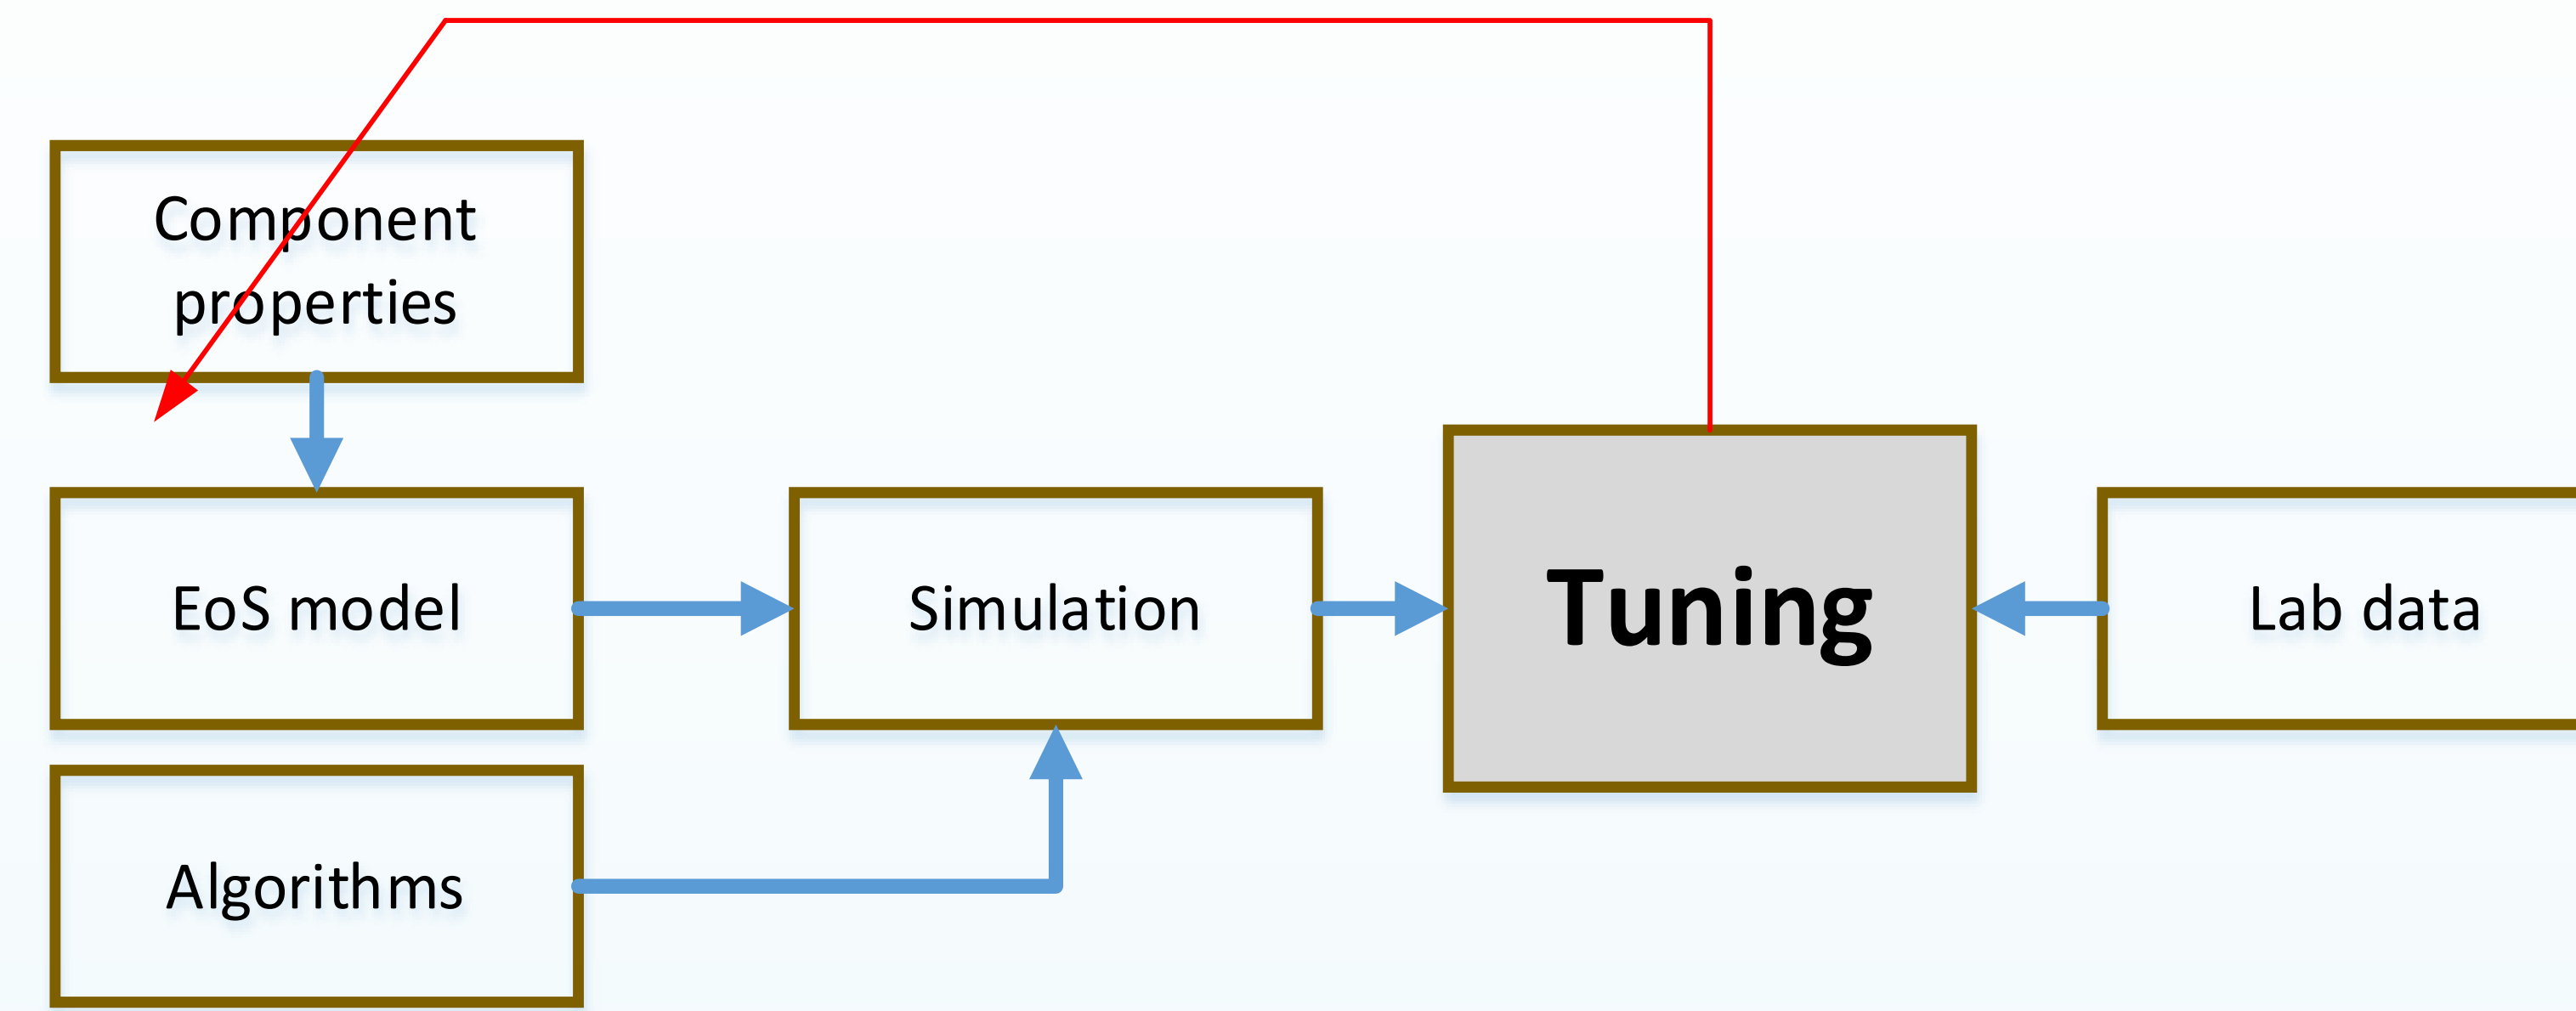 Component
properties
EoS model
Simulation
Tuning
Lab data
Algorithms